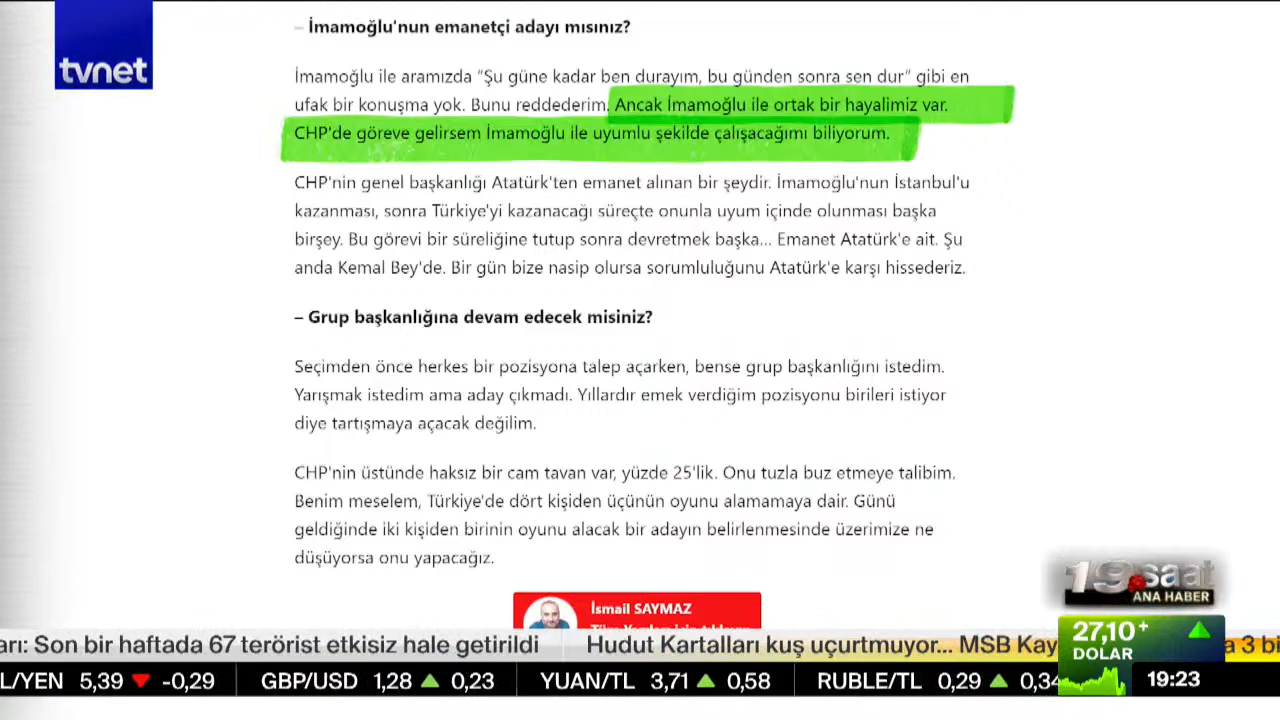 tvnet
– İmamoğlu'nun emanetçi adayı mısınız?
İmamoğlu ile aramızda “Şu güne kadar ben durayım, bu günden sonra sen dur” gibi en
ufak bir konuşma yok. Bunu reddederim. Ancak İmamoğlu ile ortak bir hayalimiz var.
CHP'de göreve gelirsem İmamoğlu ile uyumlu şekilde çalışacağımı biliyorum.
CHP'nin genel başkanlığı Atatürk'ten emanet alınan bir şeydir. İmamoğlu'nun İstanbul'u
kazanması, sonra Türkiye'yi kazanacağı süreçte onunla uyum içinde olunması başka
birşey. Bu görevi bir süreliğine tutup sonra devretmek başka... Emanet Atatürk'e ait. Şu
anda Kemal Bey'de. Bir gün bize nasip olursa sorumluluğunu Atatürk'e karşı hissederiz.
– Grup başkanlığına devam edecek misiniz?
Seçimden önce herkes bir pozisyona talep açarken, bense grup başkanlığını istedim.
Yarışmak istedim ama aday çıkmadı. Yıllardır emek verdiğim pozisyonu birileri istiyor
diye tartışmaya açacak değilim.
CHP'nin üstünde haksız bir cam tavan var, yüzde 25'lik. Onu tuzla buz etmeye talibim.
Benim meselem, Türkiye'de dört kişiden üçünün oyunu alamamaya dair. Günü
geldiğinde iki kişiden birinin oyunu alacak bir adayın belirlenmesinde üzerimize ne
düşüyorsa onu yapacağız.
İsmail SAYMAZ
19 saat
ANA HABER
arı: Son bir haftada 67 terörist etkisiz hale getirildi Hudut Kartalları kuş uçurtmuyor... MSB Kay a 3 bi
27,10+
DOLAR
L/YEN 5,39 -0,29 GBP/USD 1,28 0,23 YUAN/TL 3,71 0,58 RUBLE/TL 0,29 0,34 19:23